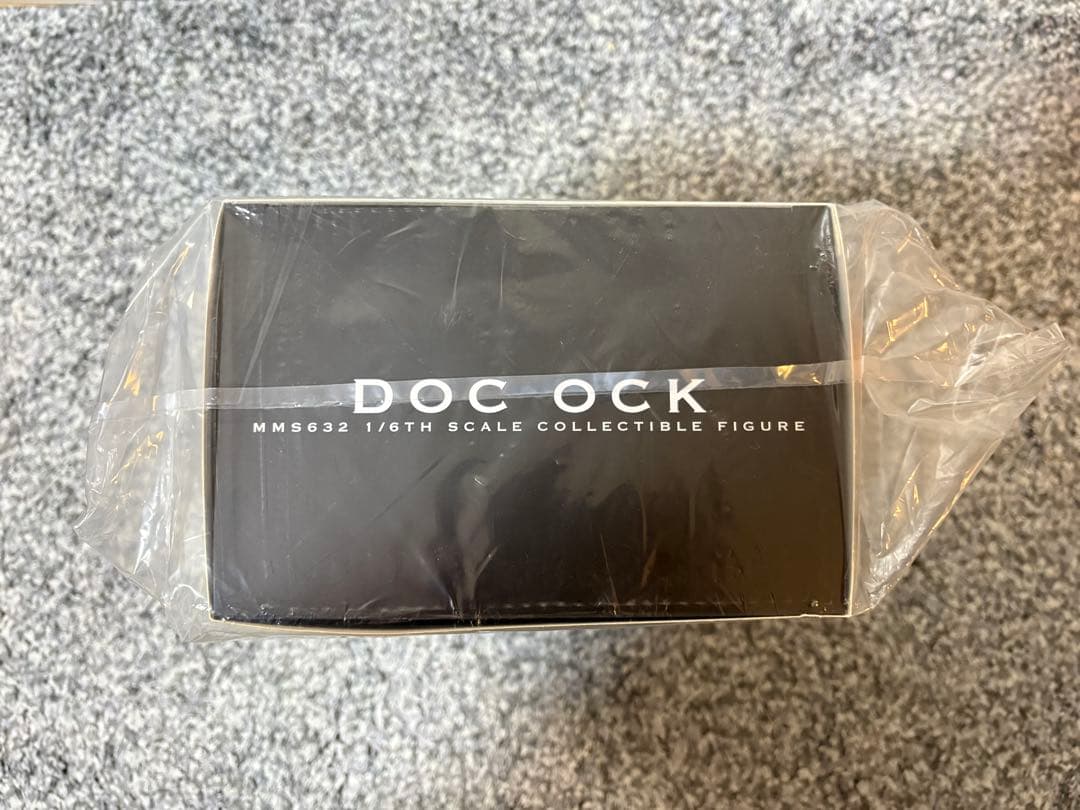 DOC OCK
MMS632 1/6TH SCALE COLLECTIBLE FIGURE